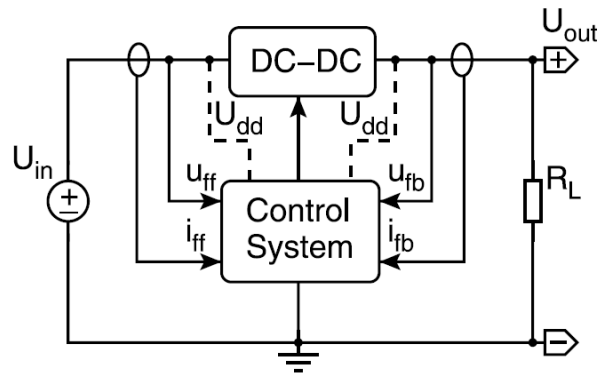 U_out
DC–DC
U_dd
U_dd
U_in
u_ff
u_fb
Control
System
i_ff
i_fb
R_L